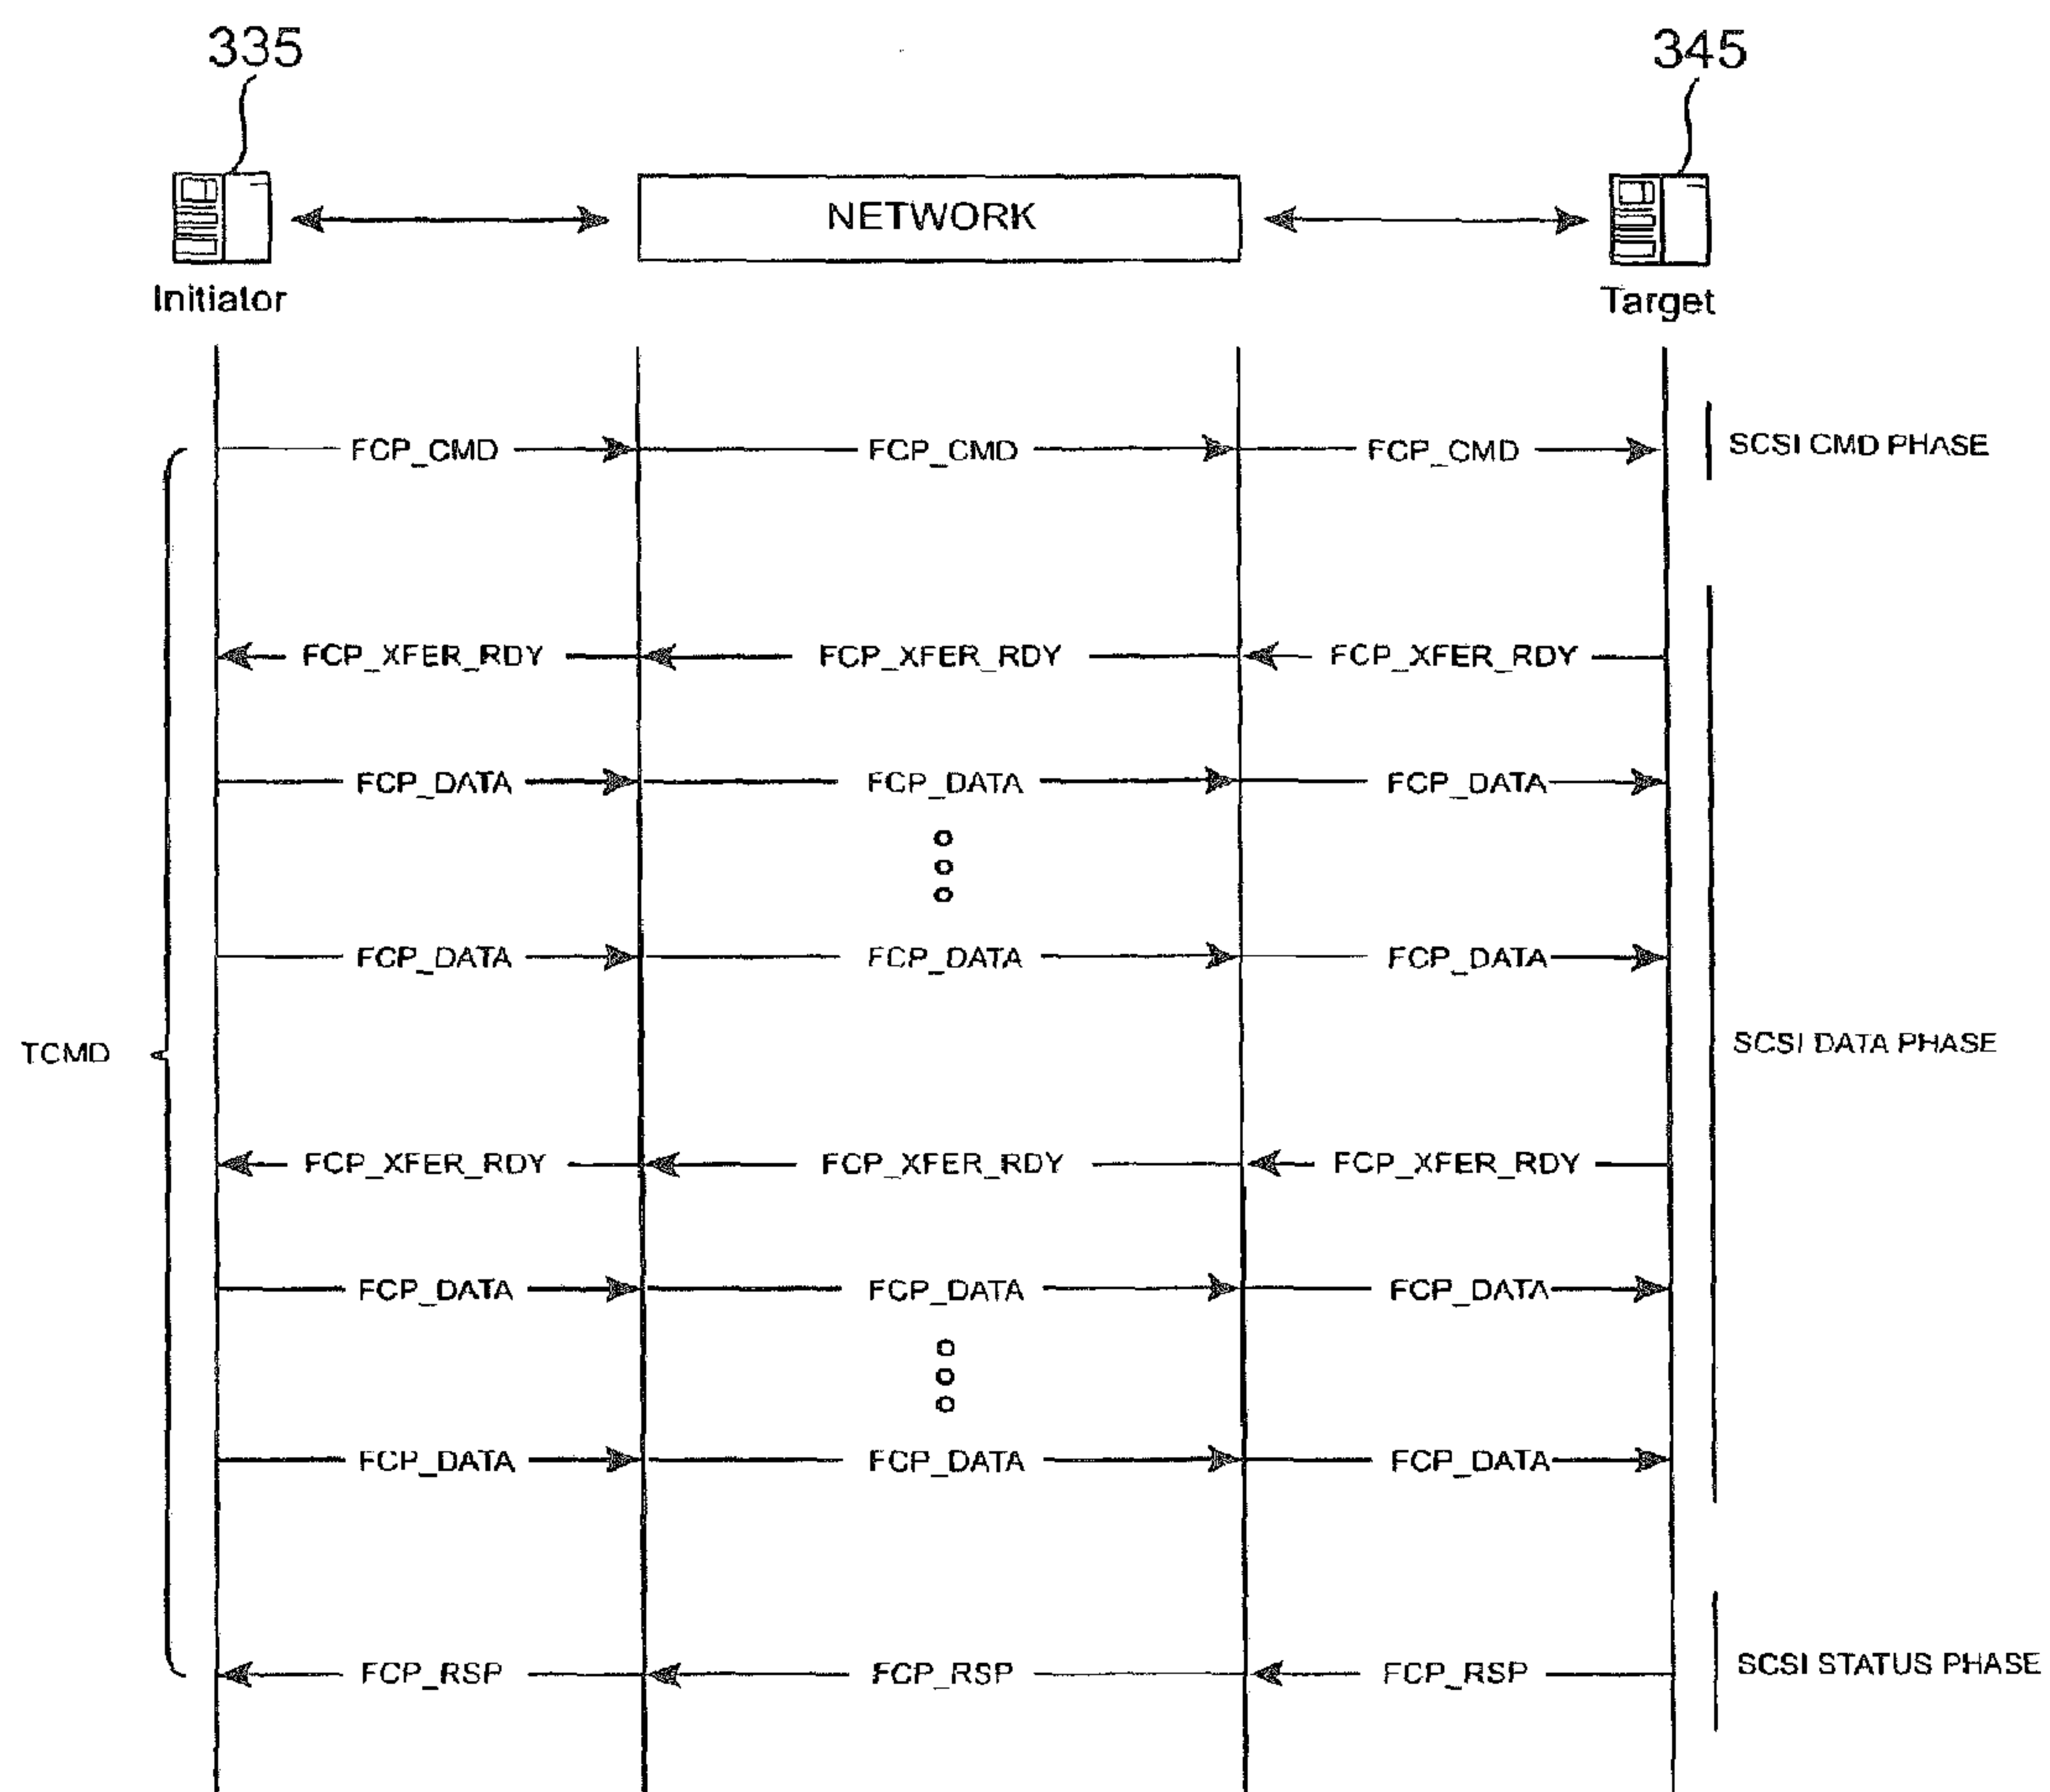 335 345
NETWORK
Initiator Target
FCP_CMD FCP_CMD FCP_CMD SCSI CMD PHASE
FCP_XFER_RDY FCP_XFER_RDY FCP_XFER_RDY
FCP_DATA FCP_DATA FCP_DATA
FCP_DATA FCP_DATA FCP_DATA
TCMD SCSI DATA PHASE
FCP_XFER_RDY FCP_XFER_RDY FCP_XFER_RDY
FCP_DATA FCP_DATA FCP_DATA
FCP_DATA FCP_DATA FCP_DATA
FCP_RSP FCP_RSP FCP_RSP SCSI STATUS PHASE